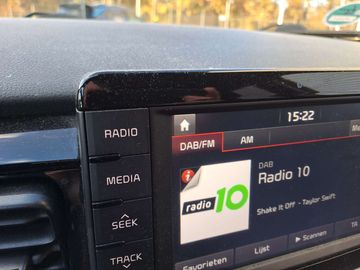 15:22
RADIO
DAB/FM
AM
DAB
Radio 10
radio 10
MEDIA
Shake It Off - Taylor Swift
SEEK
Favorieten
Lijst
Scannen
TA
TRACK